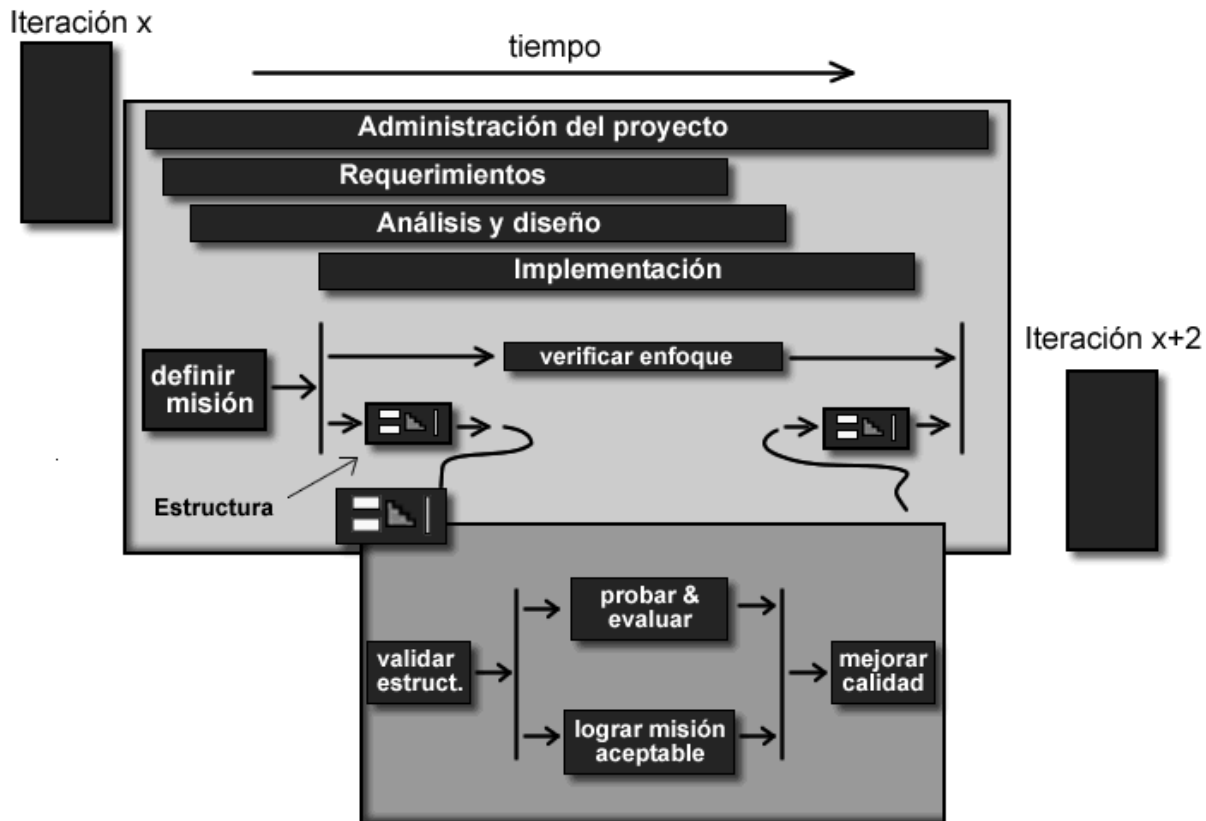 Iteración x
tiempo
Administración del proyecto
Requerimientos
Análisis y diseño
Implementación
verificar enfoque
definir
misión
Iteración x+2
Estructura
probar &
evaluar
validar
estruct.
mejorar
calidad
lograr misión
aceptable